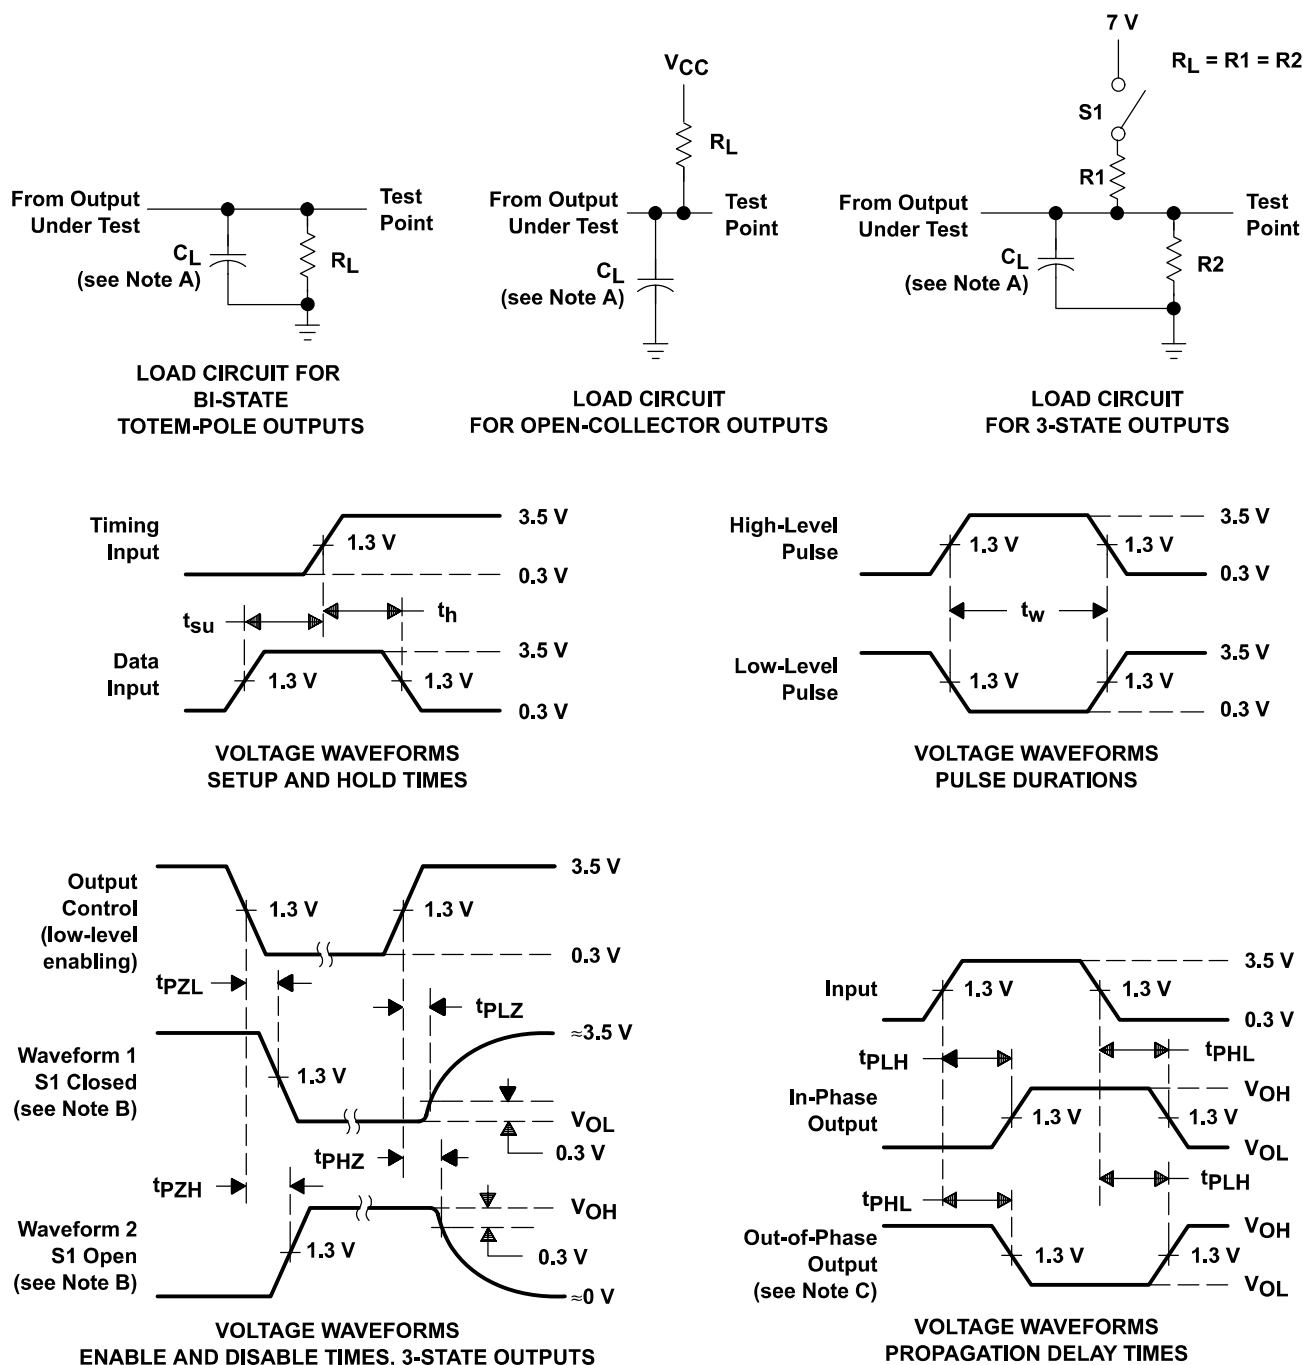 From Output
Under Test
Test
Point
CL
(see Note A)
RL
LOAD CIRCUIT FOR
BI-STATE
TOTEM-POLE OUTPUTS
VCC
RL
From Output
Under Test
Test
Point
CL
(see Note A)
LOAD CIRCUIT
FOR OPEN-COLLECTOR OUTPUTS
7 V
RL = R1 = R2
S1
R1
From Output
Under Test
Test
Point
CL
(see Note A)
R2
LOAD CIRCUIT
FOR 3-STATE OUTPUTS
Timing
Input
1.3 V
3.5 V
0.3 V
tsu
th
Data
Input
1.3 V
1.3 V
3.5 V
0.3 V
VOLTAGE WAVEFORMS
SETUP AND HOLD TIMES
High-Level
Pulse
1.3 V
1.3 V
3.5 V
0.3 V
tw
Low-Level
Pulse
1.3 V
1.3 V
3.5 V
0.3 V
VOLTAGE WAVEFORMS
PULSE DURATIONS
Output
Control
(low-level
enabling)
1.3 V
1.3 V
3.5 V
0.3 V
tPZL
tPLZ
Waveform 1
S1 Closed
(see Note B)
1.3 V
≈3.5 V
VOL
0.3 V
tPHZ
tPZH
Waveform 2
S1 Open
(see Note B)
1.3 V
VOH
0.3 V
≈0 V
VOLTAGE WAVEFORMS
ENABLE AND DISABLE TIMES, 3-STATE OUTPUTS
Input
1.3 V
1.3 V
3.5 V
0.3 V
tPLH
tPHL
In-Phase
Output
1.3 V
1.3 V
VOH
VOL
tPHL
tPLH
Out-of-Phase
Output
(see Note C)
1.3 V
1.3 V
VOH
VOL
VOLTAGE WAVEFORMS
PROPAGATION DELAY TIMES